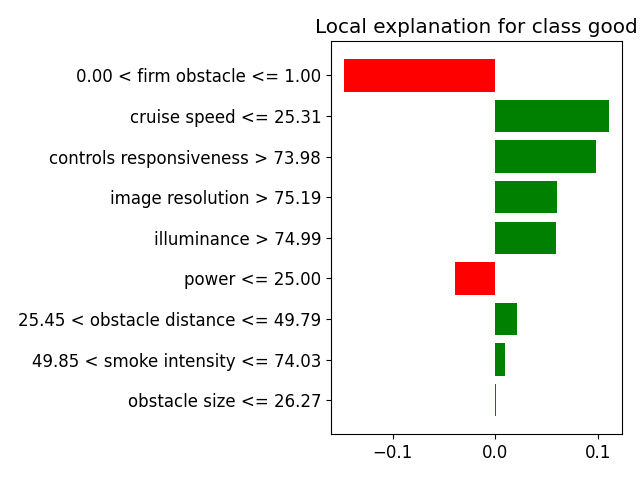 Local explanation for class good
0.00 < firm obstacle <= 1.00
cruise speed <= 25.31
controls responsiveness > 73.98
image resolution > 75.19
illuminance > 74.99
power <= 25.00
25.45 < obstacle distance <= 49.79
49.85 < smoke intensity <= 74.03
obstacle size <= 26.27
−0.1 0.0 0.1